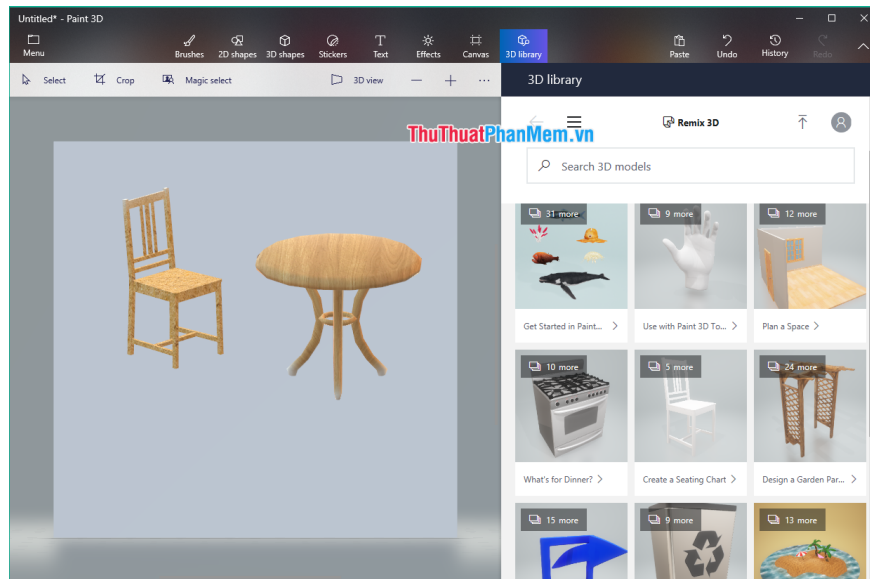 Untitled* - Paint 3D
Menu
Brushes
2D shapes
3D shapes
Stickers
Text
Effects
Canvas
3D library
Paste
Undo
History
Redo
Select
Crop
Magic select
3D view
3D library
Remix 3D
ThuThuatPhanMem.vn
Search 3D models
31 more
9 more
12 more
Get Started in Paint...
Use with Paint 3D To...
Plan a Space
10 more
5 more
24 more
What's for Dinner?
Create a Seating Chart
Design a Garden Par...
15 more
9 more
13 more